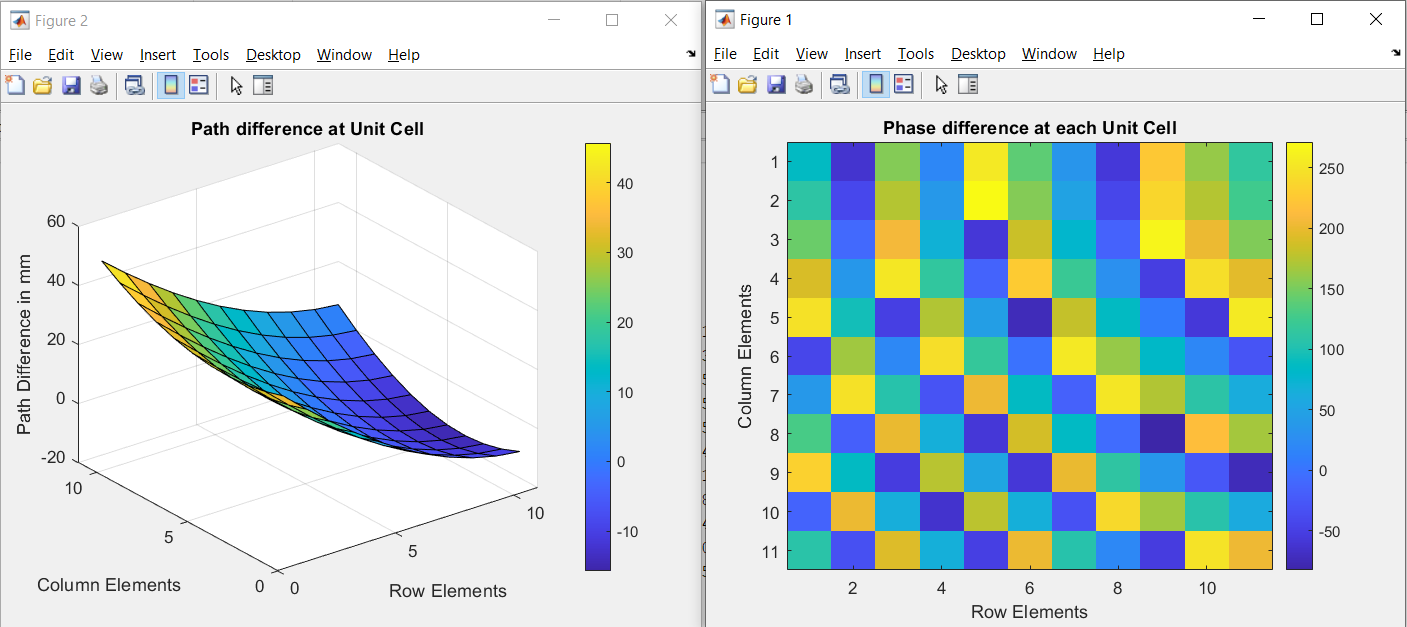 Figure 2
File Edit View Insert Tools Desktop Window Help
Path difference at Unit Cell
60
40
20
0
-20
Path Difference in mm
10
5
0
Column Elements
0
5
10
Row Elements
40
30
20
10
0
-10
Figure 1
File Edit View Insert Tools Desktop Window Help
Phase difference at each Unit Cell
1
2
3
4
5
6
7
8
9
10
11
Column Elements
2 4 6 8 10
Row Elements
250
200
150
100
50
0
-50